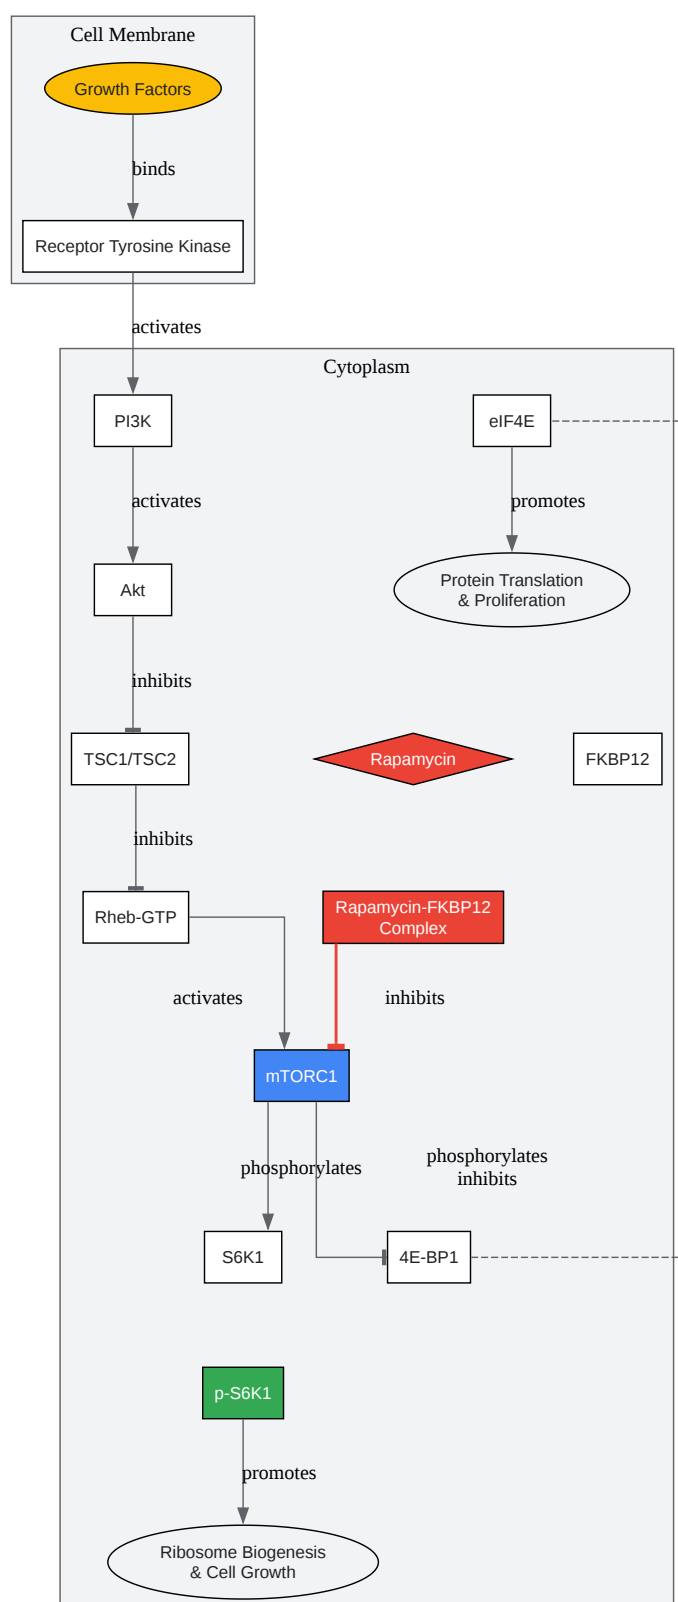 Cell Membrane
Growth Factors
binds
Receptor Tyrosine Kinase
activates
Cytoplasm
PI3K
eIF4E
activates
promotes
Akt
Protein Translation
& Proliferation
inhibits
TSC1/TSC2
Rapamycin
FKBP12
inhibits
Rheb-GTP
Rapamycin-FKBP12
Complex
activates
inhibits
mTORC1
phosphorylates
phosphorylates
inhibits
S6K1
4E-BP1
p-S6K1
promotes
Ribosome Biogenesis
& Cell Growth